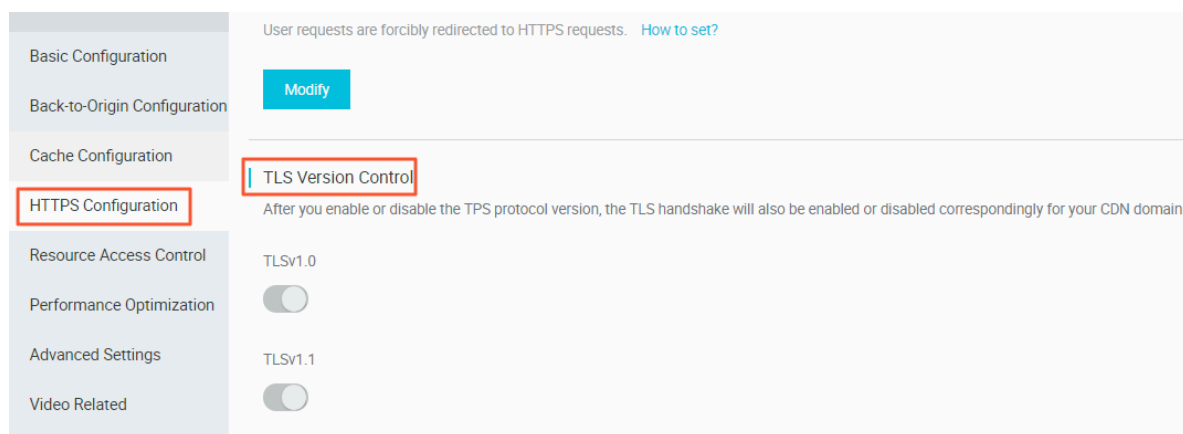 User requests are forcibly redirected to HTTPS requests. How to set?
Modify
Basic Configuration
Back-to-Origin Configuration
Cache Configuration
HTTPS Configuration
Resource Access Control
Performance Optimization
Advanced Settings
Video Related
TLS Version Control
After you enable or disable the TPS protocol version, the TLS handshake will also be enabled or disabled correspondingly for your CDN domain
TLSv1.0
TLSv1.1